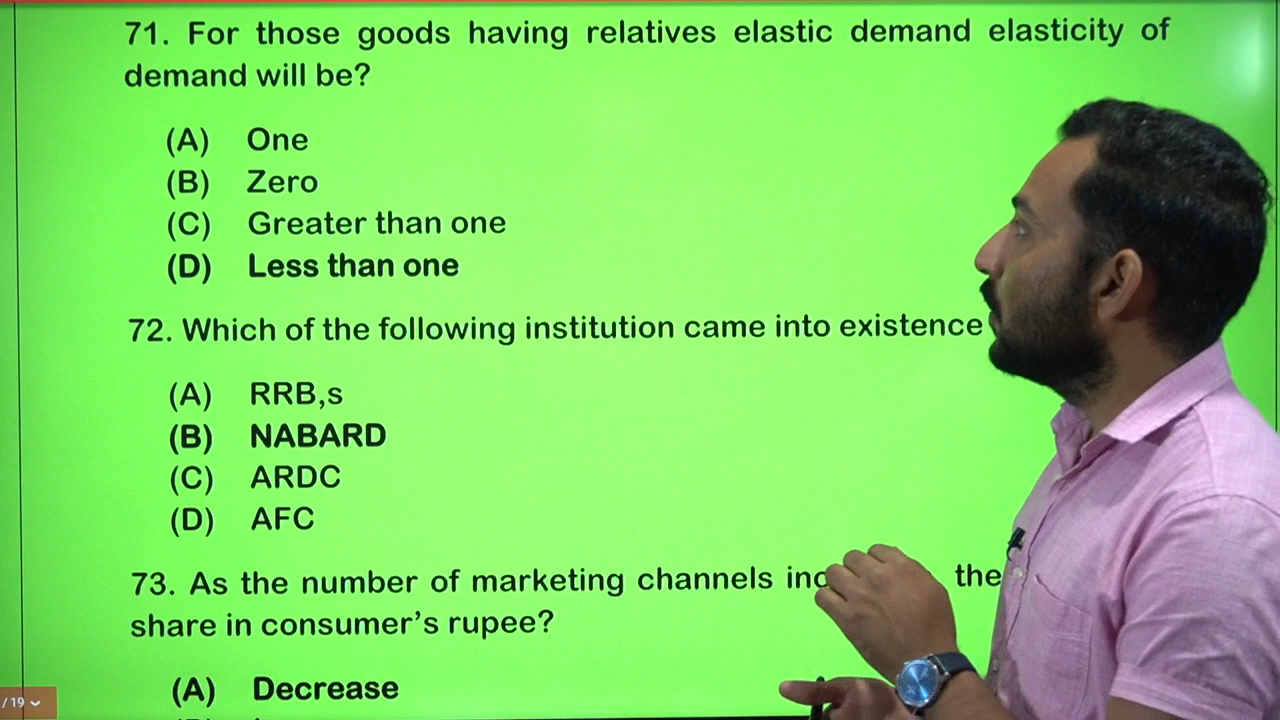 71. For those goods having relatives elastic demand elasticity of
demand will be?
(A) One
(B) Zero
(C) Greater than one
(D) Less than one
72. Which of the following institution came into existence
(A) RRB,s
(B) NABARD
(C) ARDC
(D) AFC
73. As the number of marketing channels the
share in consumer's rupee?
(A) Decrease
/ 19